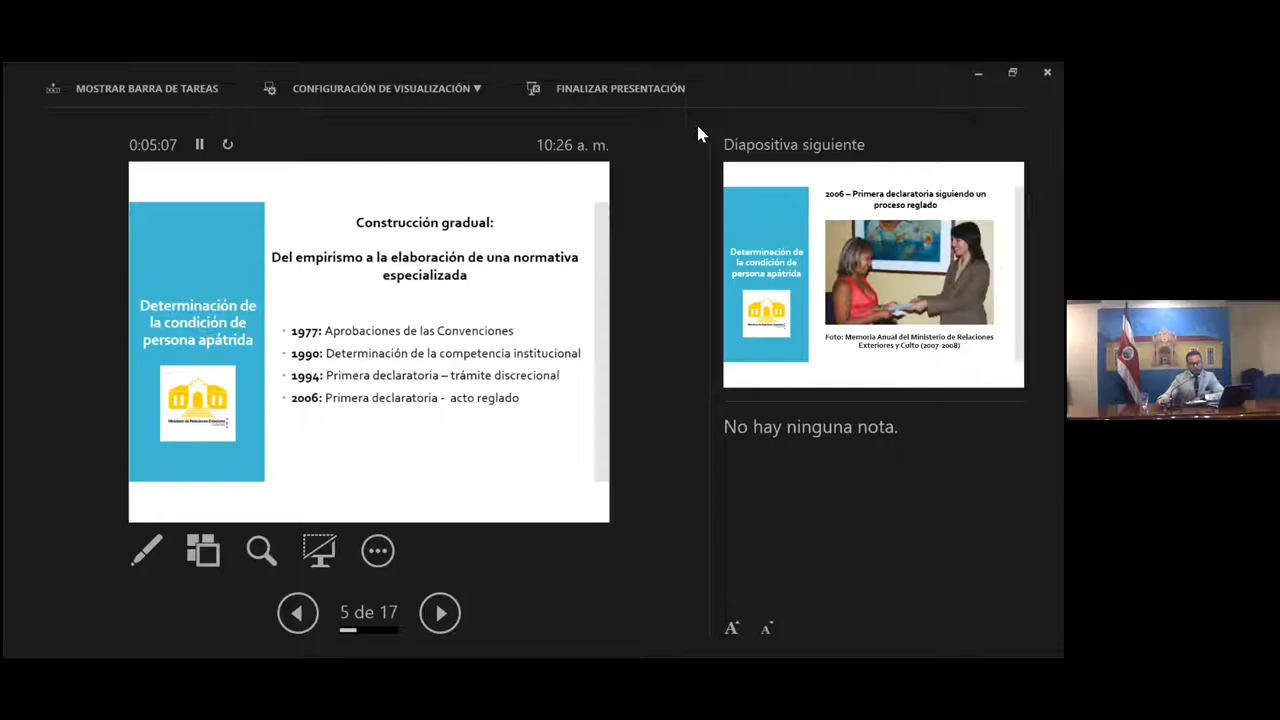 MOSTRAR BARRA DE TAREAS
CONFIGURACIÓN DE VISUALIZACIÓN ▼
FINALIZAR PRESENTACIÓN
0:05:07
10:26 a. m.
Construcción gradual:
Del empirismo a la elaboración de una normativa
especializada
Determinación de
la condición de
persona apátrida
• 1977: Aprobaciones de las Convenciones
• 1990: Determinación de la competencia institucional
• 1994: Primera declaratoria – trámite discrecional
• 2006: Primera declaratoria - acto reglado
Ministerio de Relaciones Exteriores
5 de 17
Diapositiva siguiente
2006 – Primera declaratoria siguiendo un
proceso reglado
Determinación de
la condición de
persona apátrida
Foto: Memoria Anual del Ministerio de Relaciones
Exteriores y Culto (2007-2008)
No hay ninguna nota.
A A